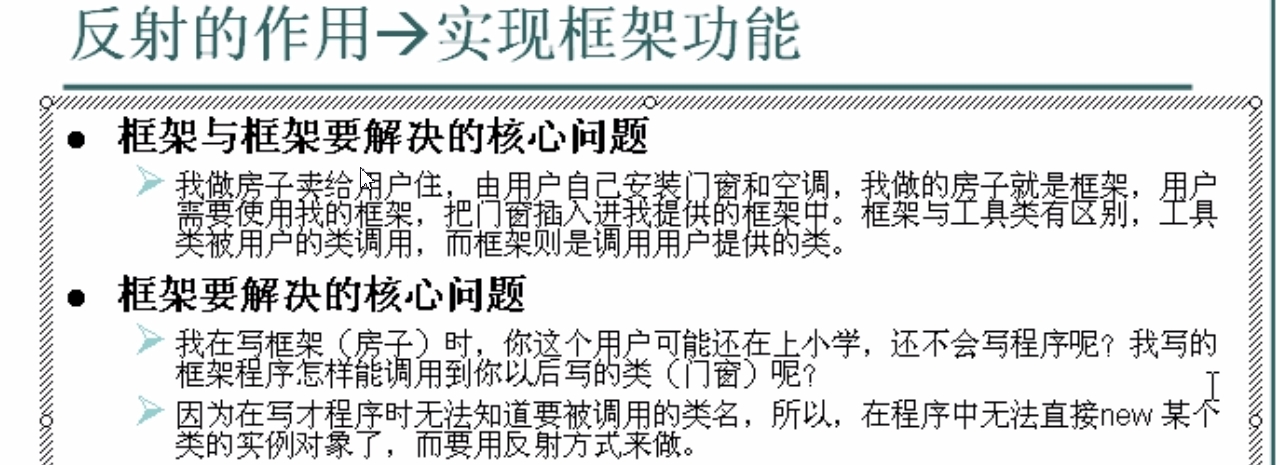 反射的作用→实现框架功能
框架与框架要解决的核心问题
我做房子卖给用户住，由用户自己安装门窗和空调，我做的房子就是框架，用户
需要使用我的框架，把门窗插入进我提供的框架中。框架与工具类有区别，工具
类被用户的类调用，而框架则是调用用户提供的类。
框架要解决的核心问题
我在写框架（房子）时，你这个用户可能还在上小学，还不会写程序呢？我写的
框架程序怎样能调用到你以后写的类（门窗）呢？
因为在写才程序时无法知道要被调用的类名，所以，在程序中无法直接new 某个
类的实例对象了，而要用反射方式来做。